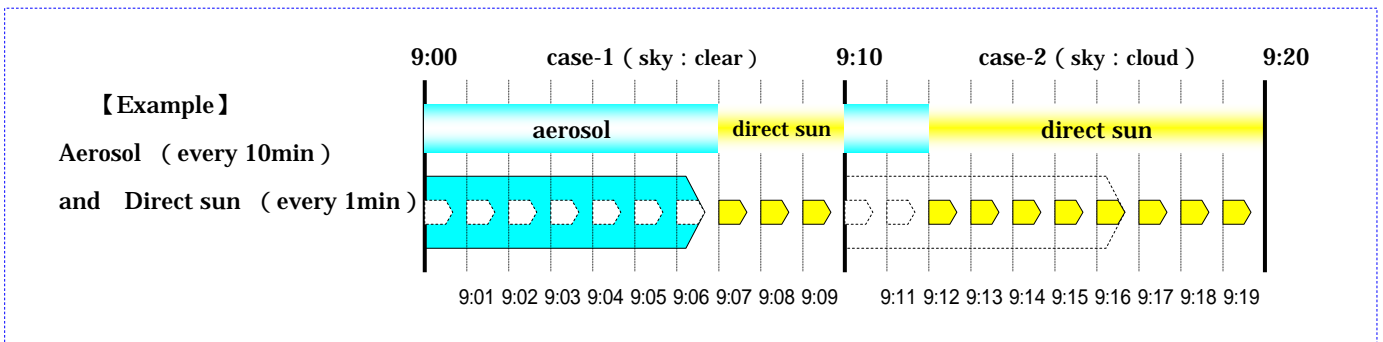 9:00 case-1（sky：clear） 9:10 case-2（sky：cloud） 9:20
【Example】
aerosol direct sun direct sun
Aerosol （every 10min）
and Direct sun （every 1min）
9:01 9:02 9:03 9:04 9:05 9:06 9:07 9:08 9:09 9:11 9:12 9:13 9:14 9:15 9:16 9:17 9:18 9:19